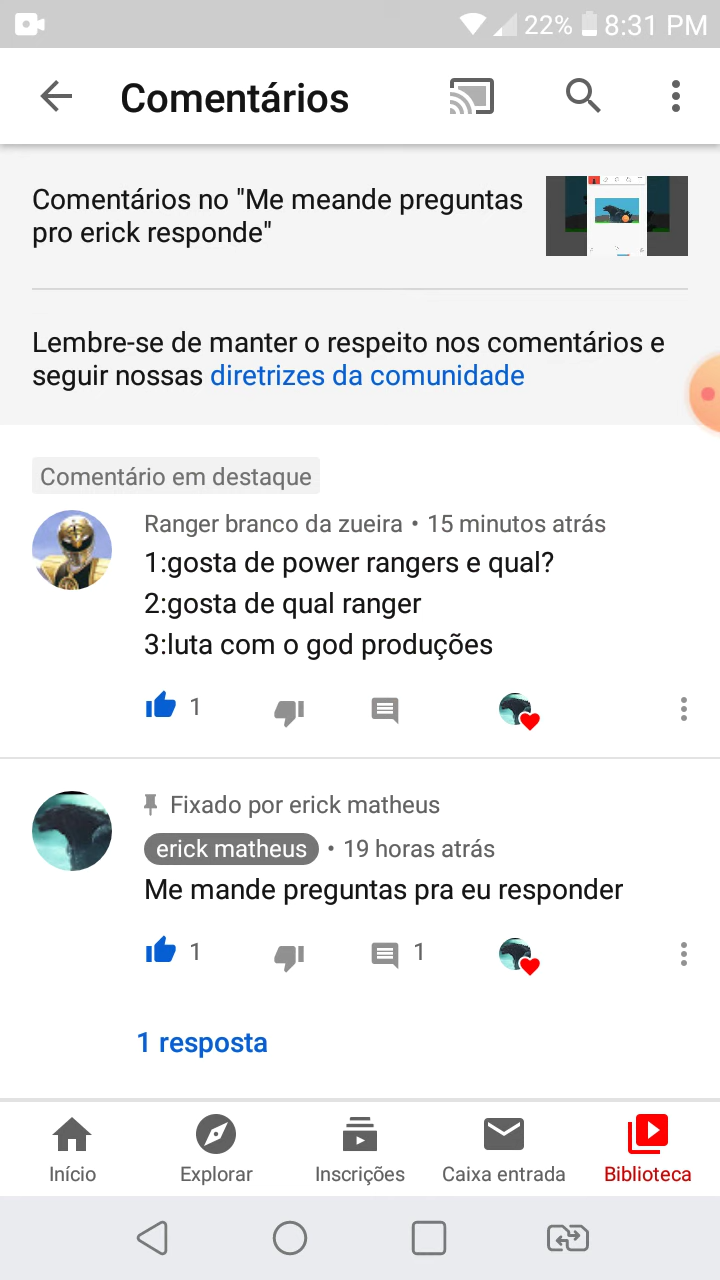 22% 8:31 PM
Comentários
Comentários no "Me meande preguntas
pro erick responde"
Lembre-se de manter o respeito nos comentários e
seguir nossas diretrizes da comunidade
Comentário em destaque
Ranger branco da zueira • 15 minutos atrás
1:gosta de power rangers e qual?
2:gosta de qual ranger
3:luta com o god produções
1
Fixado por erick matheus
erick matheus • 19 horas atrás
Me mande preguntas pra eu responder
1 1
1 resposta
Início Explorar Inscrições Caixa entrada Biblioteca